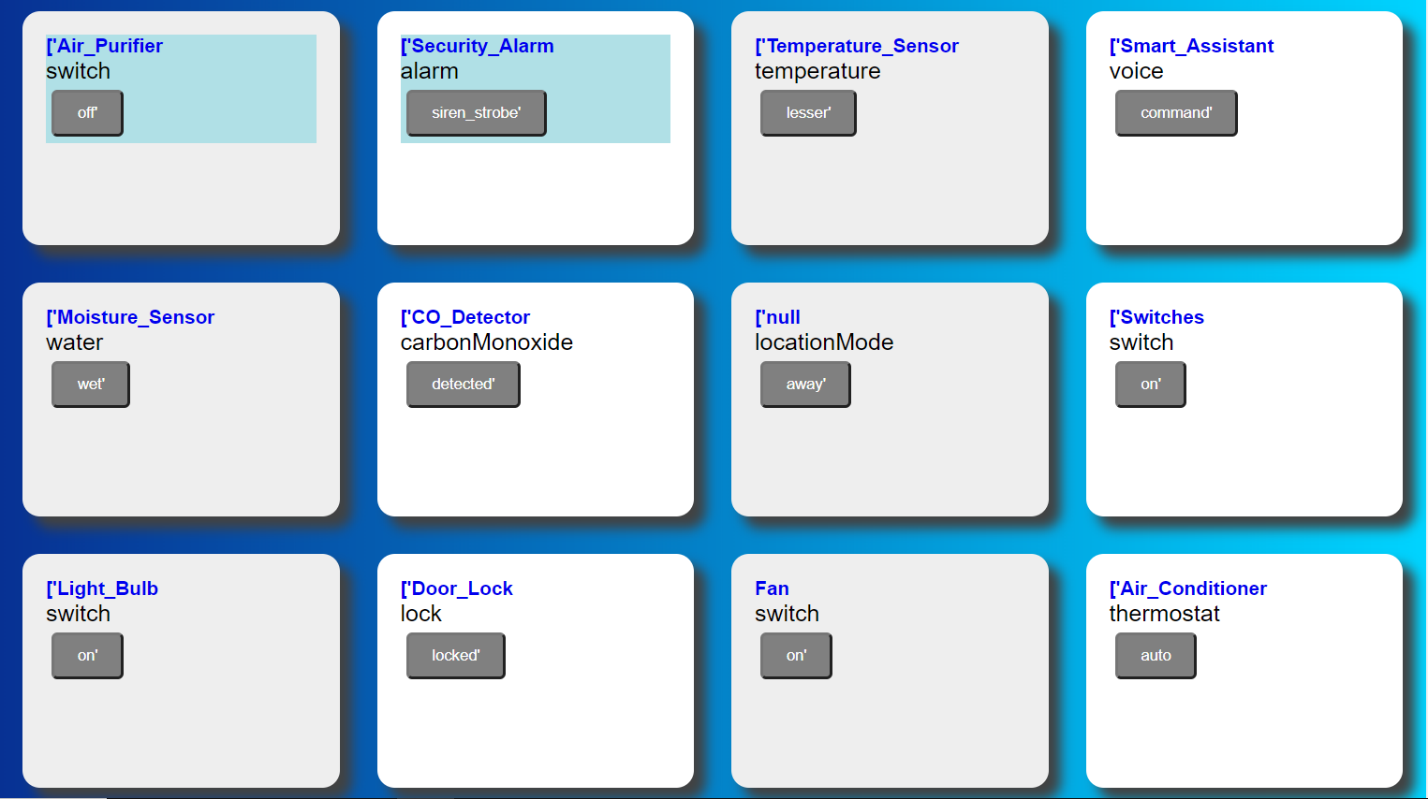 ['Air_Purifier
switch
off'
['Security_Alarm
alarm
siren_strobe'
['Temperature_Sensor
temperature
lesser'
['Smart_Assistant
voice
command'
['Moisture_Sensor
water
wet'
['CO_Detector
carbonMonoxide
detected'
['null
locationMode
away'
['Switches
switch
on'
['Light_Bulb
switch
on'
['Door_Lock
lock
locked'
Fan
switch
on'
['Air_Conditioner
thermostat
auto